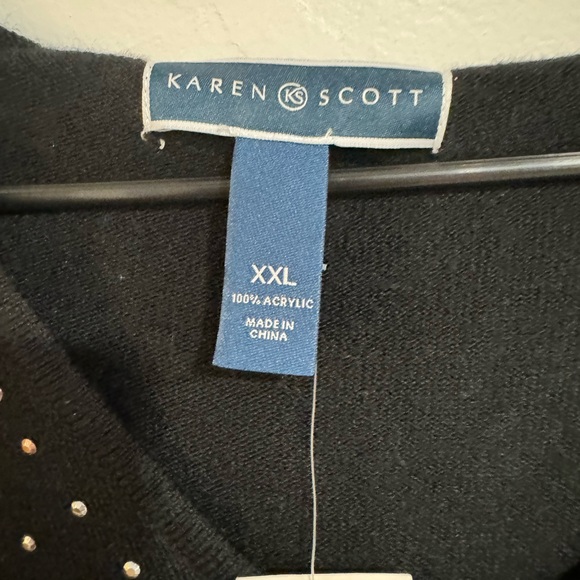 KAREN KS SCOTT
XXL
100% ACRYLIC
MADE IN
CHINA